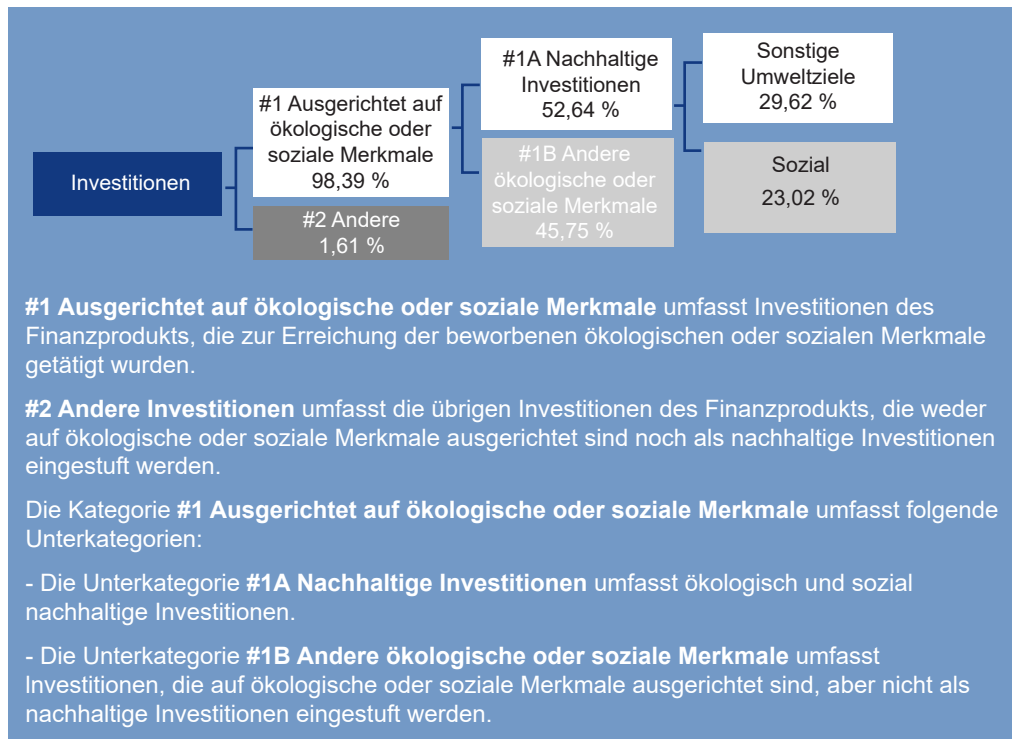 Investitionen
#1 Ausgerichtet auf
ökologische oder
soziale Merkmale
98,39 %
#2 Andere
1,61 %
#1A Nachhaltige
Investitionen
52,64 %
#1B Andere
ökologische oder
soziale Merkmale
45,75 %
Sonstige
Umweltziele
29,62 %
Sozial
23,02 %
#1 Ausgerichtet auf ökologische oder soziale Merkmale umfasst Investitionen des
Finanzprodukts, die zur Erreichung der beworbenen ökologischen oder sozialen Merkmale
getätigt wurden.
#2 Andere Investitionen umfasst die übrigen Investitionen des Finanzprodukts, die weder
auf ökologische oder soziale Merkmale ausgerichtet sind noch als nachhaltige Investitionen
eingestuft werden.
Die Kategorie #1 Ausgerichtet auf ökologische oder soziale Merkmale umfasst folgende
Unterkategorien:
- Die Unterkategorie #1A Nachhaltige Investitionen umfasst ökologisch und sozial
nachhaltige Investitionen.
- Die Unterkategorie #1B Andere ökologische oder soziale Merkmale umfasst
Investitionen, die auf ökologische oder soziale Merkmale ausgerichtet sind, aber nicht als
nachhaltige Investitionen eingestuft werden.